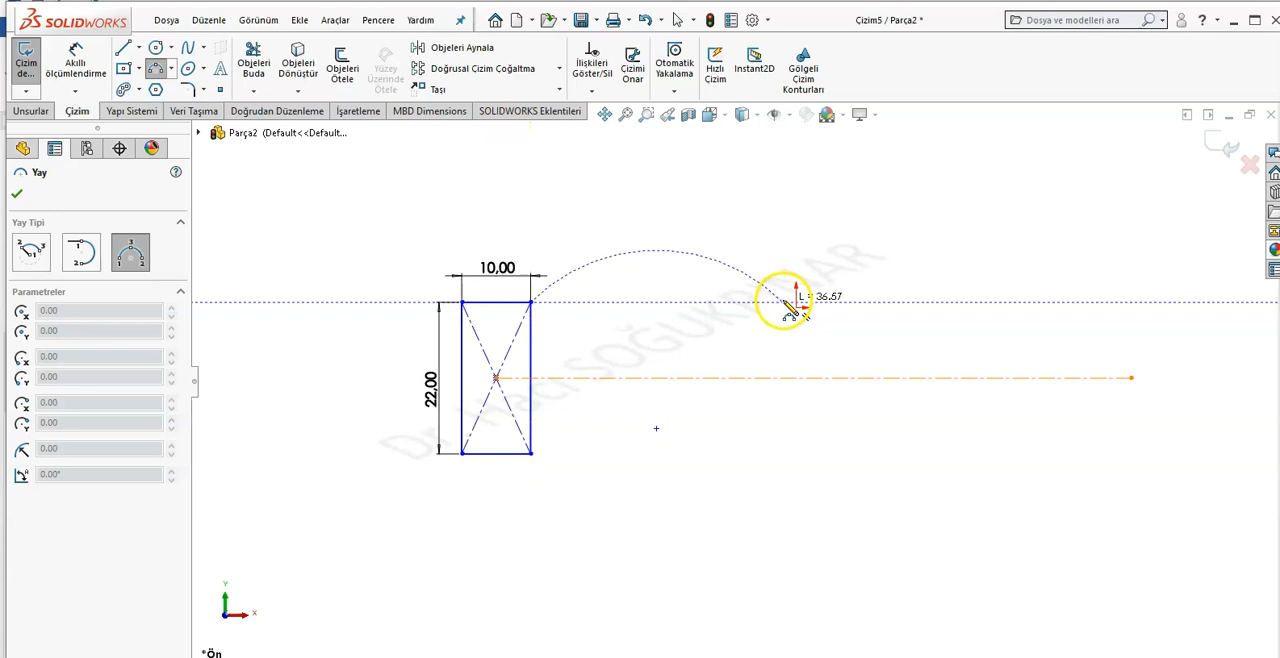 SOLIDWORKS
Dosya Düzenle Görünüm Ekle Araçlar Pencere Yardım
Çizim5 / Parça2 *
Dosya ve modelleri ara
Çizim de...
Akıllı ölçümlendirme
Objeleri Buda
Objeleri Dönüştür
Objeleri Ötele
Yüzey Üzerinde Ötele
Objeleri Aynala
Doğrusal Çizim Çoğaltma
Taşı
İlişkileri Göster/Sil
Çizimi Onar
Otomatik Yakalama
Hızlı Çizim
Instant2D
Gölgeli Çizim Konturları
Unsurlar Çizim Yapı Sistemi Veri Taşıma Doğrudan Düzenleme İşaretleme MBD Dimensions SOLIDWORKS Eklentileri
Parça2 (Default<<Default...
Yay
Yay Tipi
Parametreler
0.00
0.00
0.00
0.00
0.00
0.00
0.00
0.00°
10,00
22,00
L = 36.57
Dr. Hacı SOĞUKPINAR
Y
X
*Ön